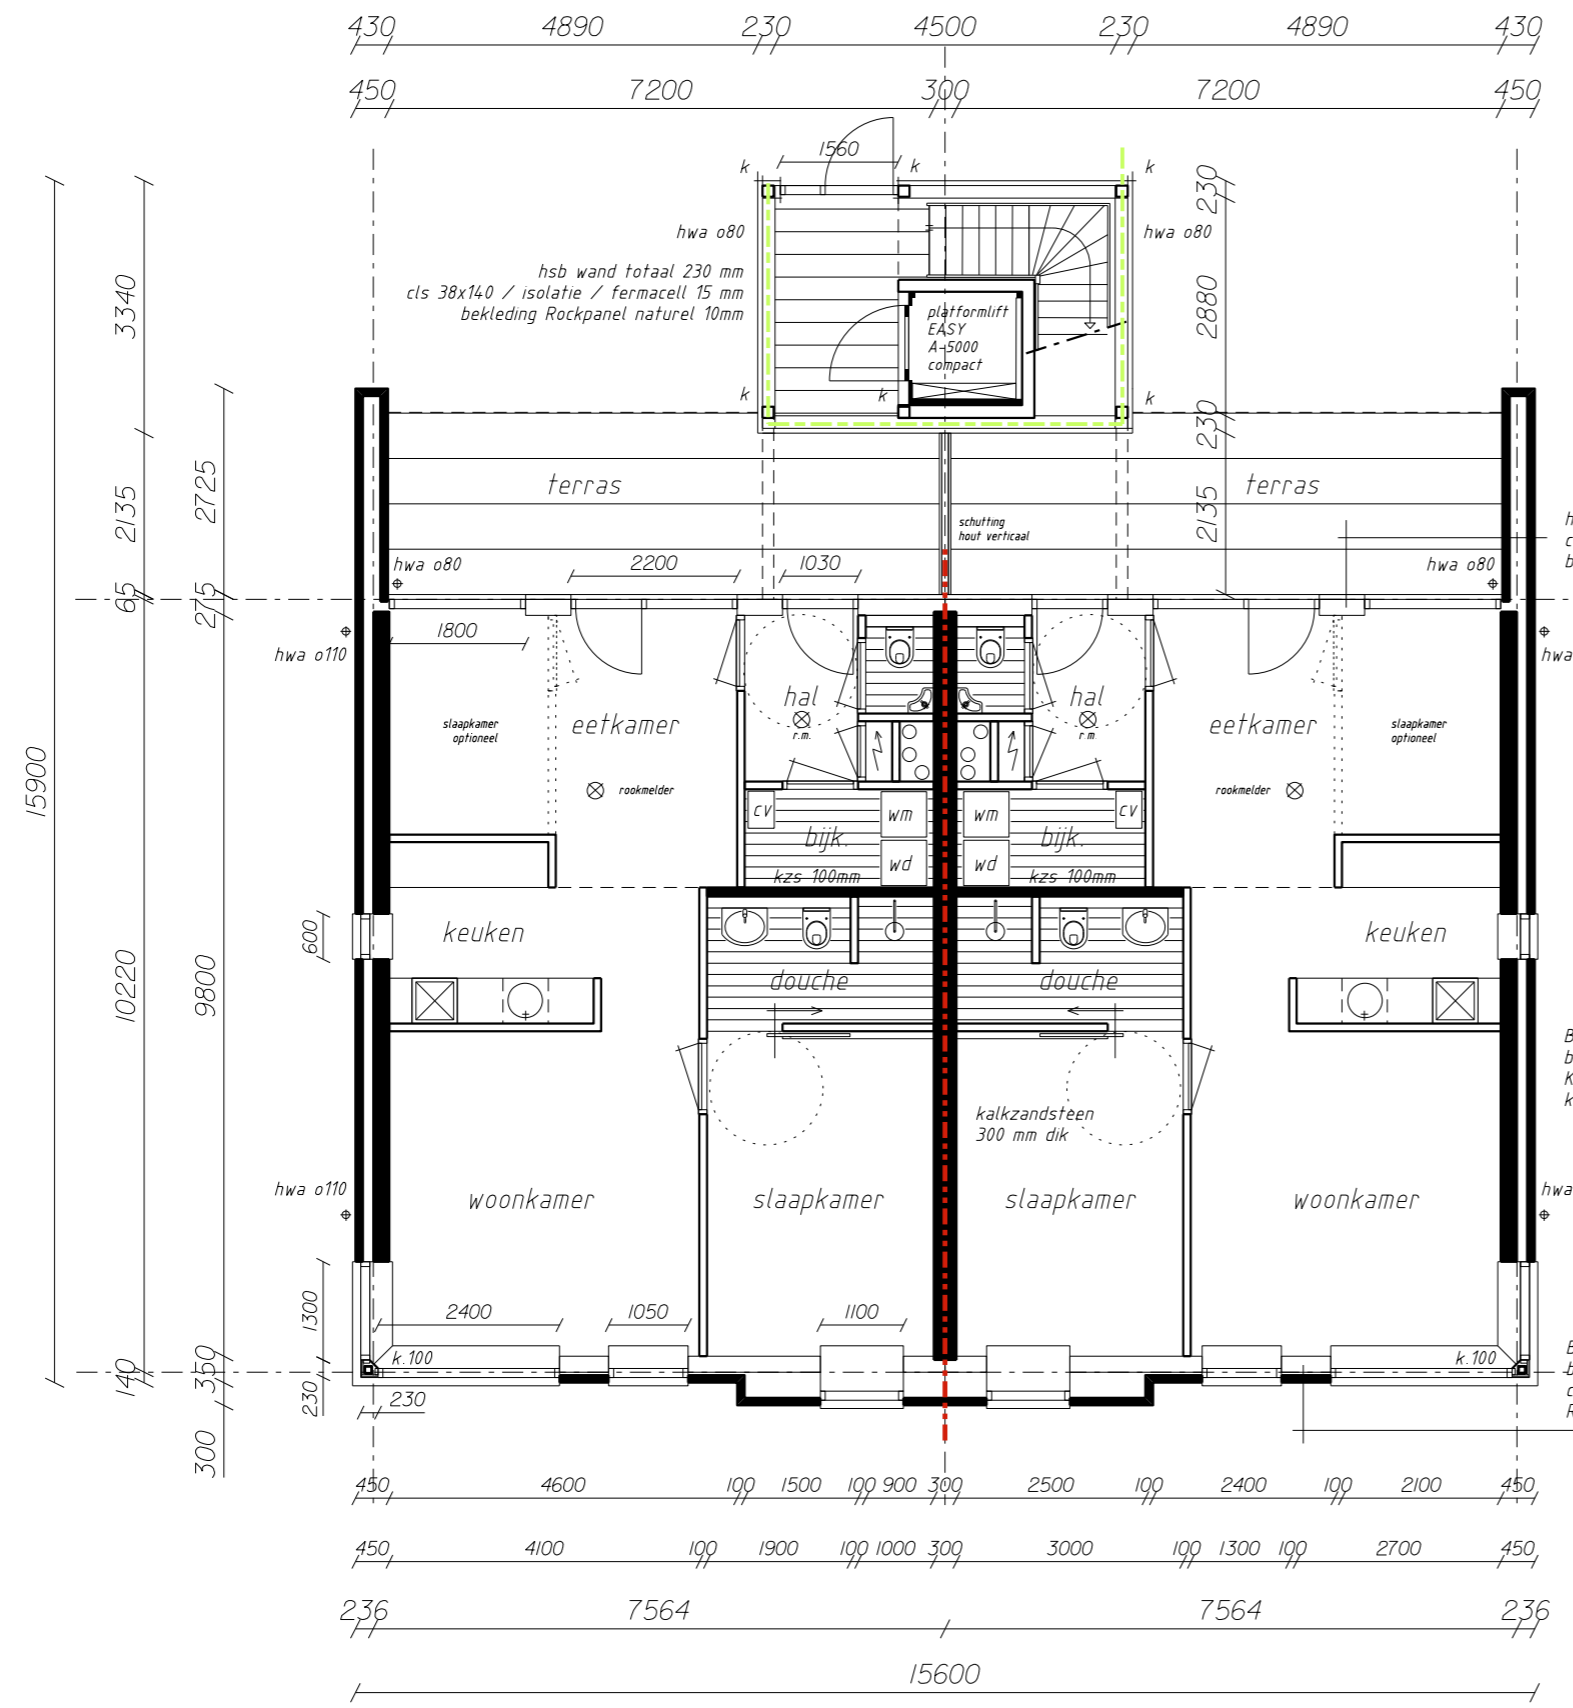 430 4890 230 4500 230 4890 430
450 7200 300 7200 450
1560
k k k
hwa o80 hwa o80
230
hsb wand totaal 230 mm
cls 38x140 / isolatie / fermacell 15 mm
bekleding Rockpanel naturel 10mm
platformlift
EASY
A-5000
compact
3340
2880
k k k
230
terras terras
2725
2135
2135
schutting
hout verticaal
hwa o80 2200 1030 hwa o80
65
275
1800
hwa o110 hwa
hal hal
r.m. r.m.
slaapkamer
optioneel
eetkamer eetkamer
slaapkamer
optioneel
rookmelder rookmelder
15900
cv wm wm cv
bijk. bijk.
wd wd
kzs 100mm kzs 100mm
600
keuken keuken
10220
9800
douche douche
kalkzandsteen
300 mm dik
hwa o110 hwa
woonkamer slaapkamer slaapkamer woonkamer
1300
2400 1050 1100
k.100 k.100
140
350
230
230
300
450 4600 100 1500 100 900 300 2500 100 2400 100 2100 450
450 4100 100 1900 100 1000 300 3000 100 1300 100 2700 450
236 7564 7564 236
15600